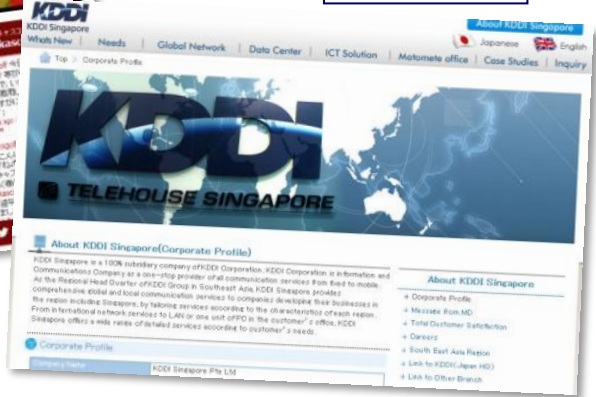 KDDI
KDDI Singapore
About KDDI Singapore
Japanese English
Whats New Needs Global Network Data Center ICT Solution Matomete office Case Studies Inquiry
Top > Corporate Profile
KDDI
TELEHOUSE SINGAPORE
About KDDI Singapore(Corporate Profile)
KDDI Singapore is a 100% subsidiary company of KDDI Corporation. KDDI Corporation is information and
Communications Company as a one-stop provider of all communication services from fixed to mobile.
As the Regional Head Quarter of KDDI Group in Southeast Asia, KDDI Singapore provides
comprehensive global and local communication services to companies developing their businesses in
the region including Singapore, by tailoring services according to the characteristics of each region.
From international network services to LAN or one unit of PO in the customer's office, KDDI
Singapore offers a wide range of detailed services according to customer's needs.
Corporate Profile
Company Name KDDI Singapore Pte Ltd
About KDDI Singapore
+ Corporate Profile
+ Message from MD
+ Total Customer Satisfaction
+ Careers
+ South East Asia Region
+ Link to KDDI(Japan HQ)
+ Link to Other Branch